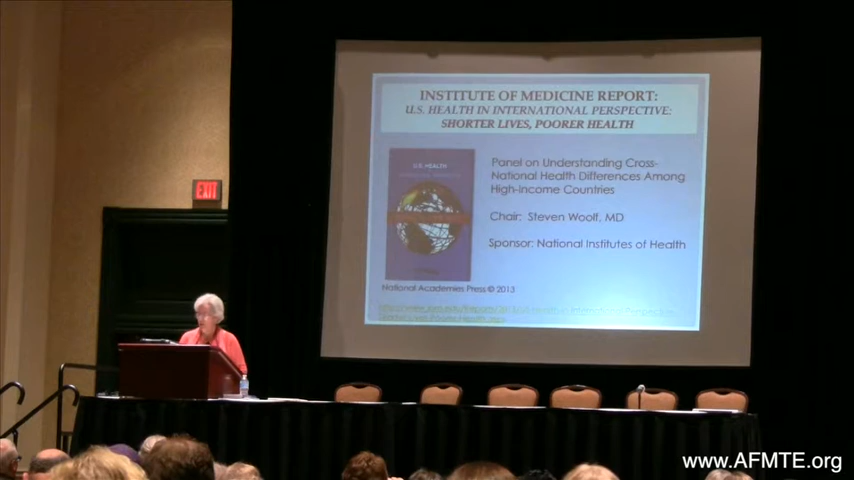 INSTITUTE OF MEDICINE REPORT:
U.S. HEALTH IN INTERNATIONAL PERSPECTIVE:
SHORTER LIVES, POORER HEALTH
U.S. HEALTH
Panel on Understanding Cross-
National Health Differences Among
High-Income Countries
Chair: Steven Woolf, MD
Sponsor: National Institutes of Health
National Academies Press © 2013
EXIT
www.AFMTE.org